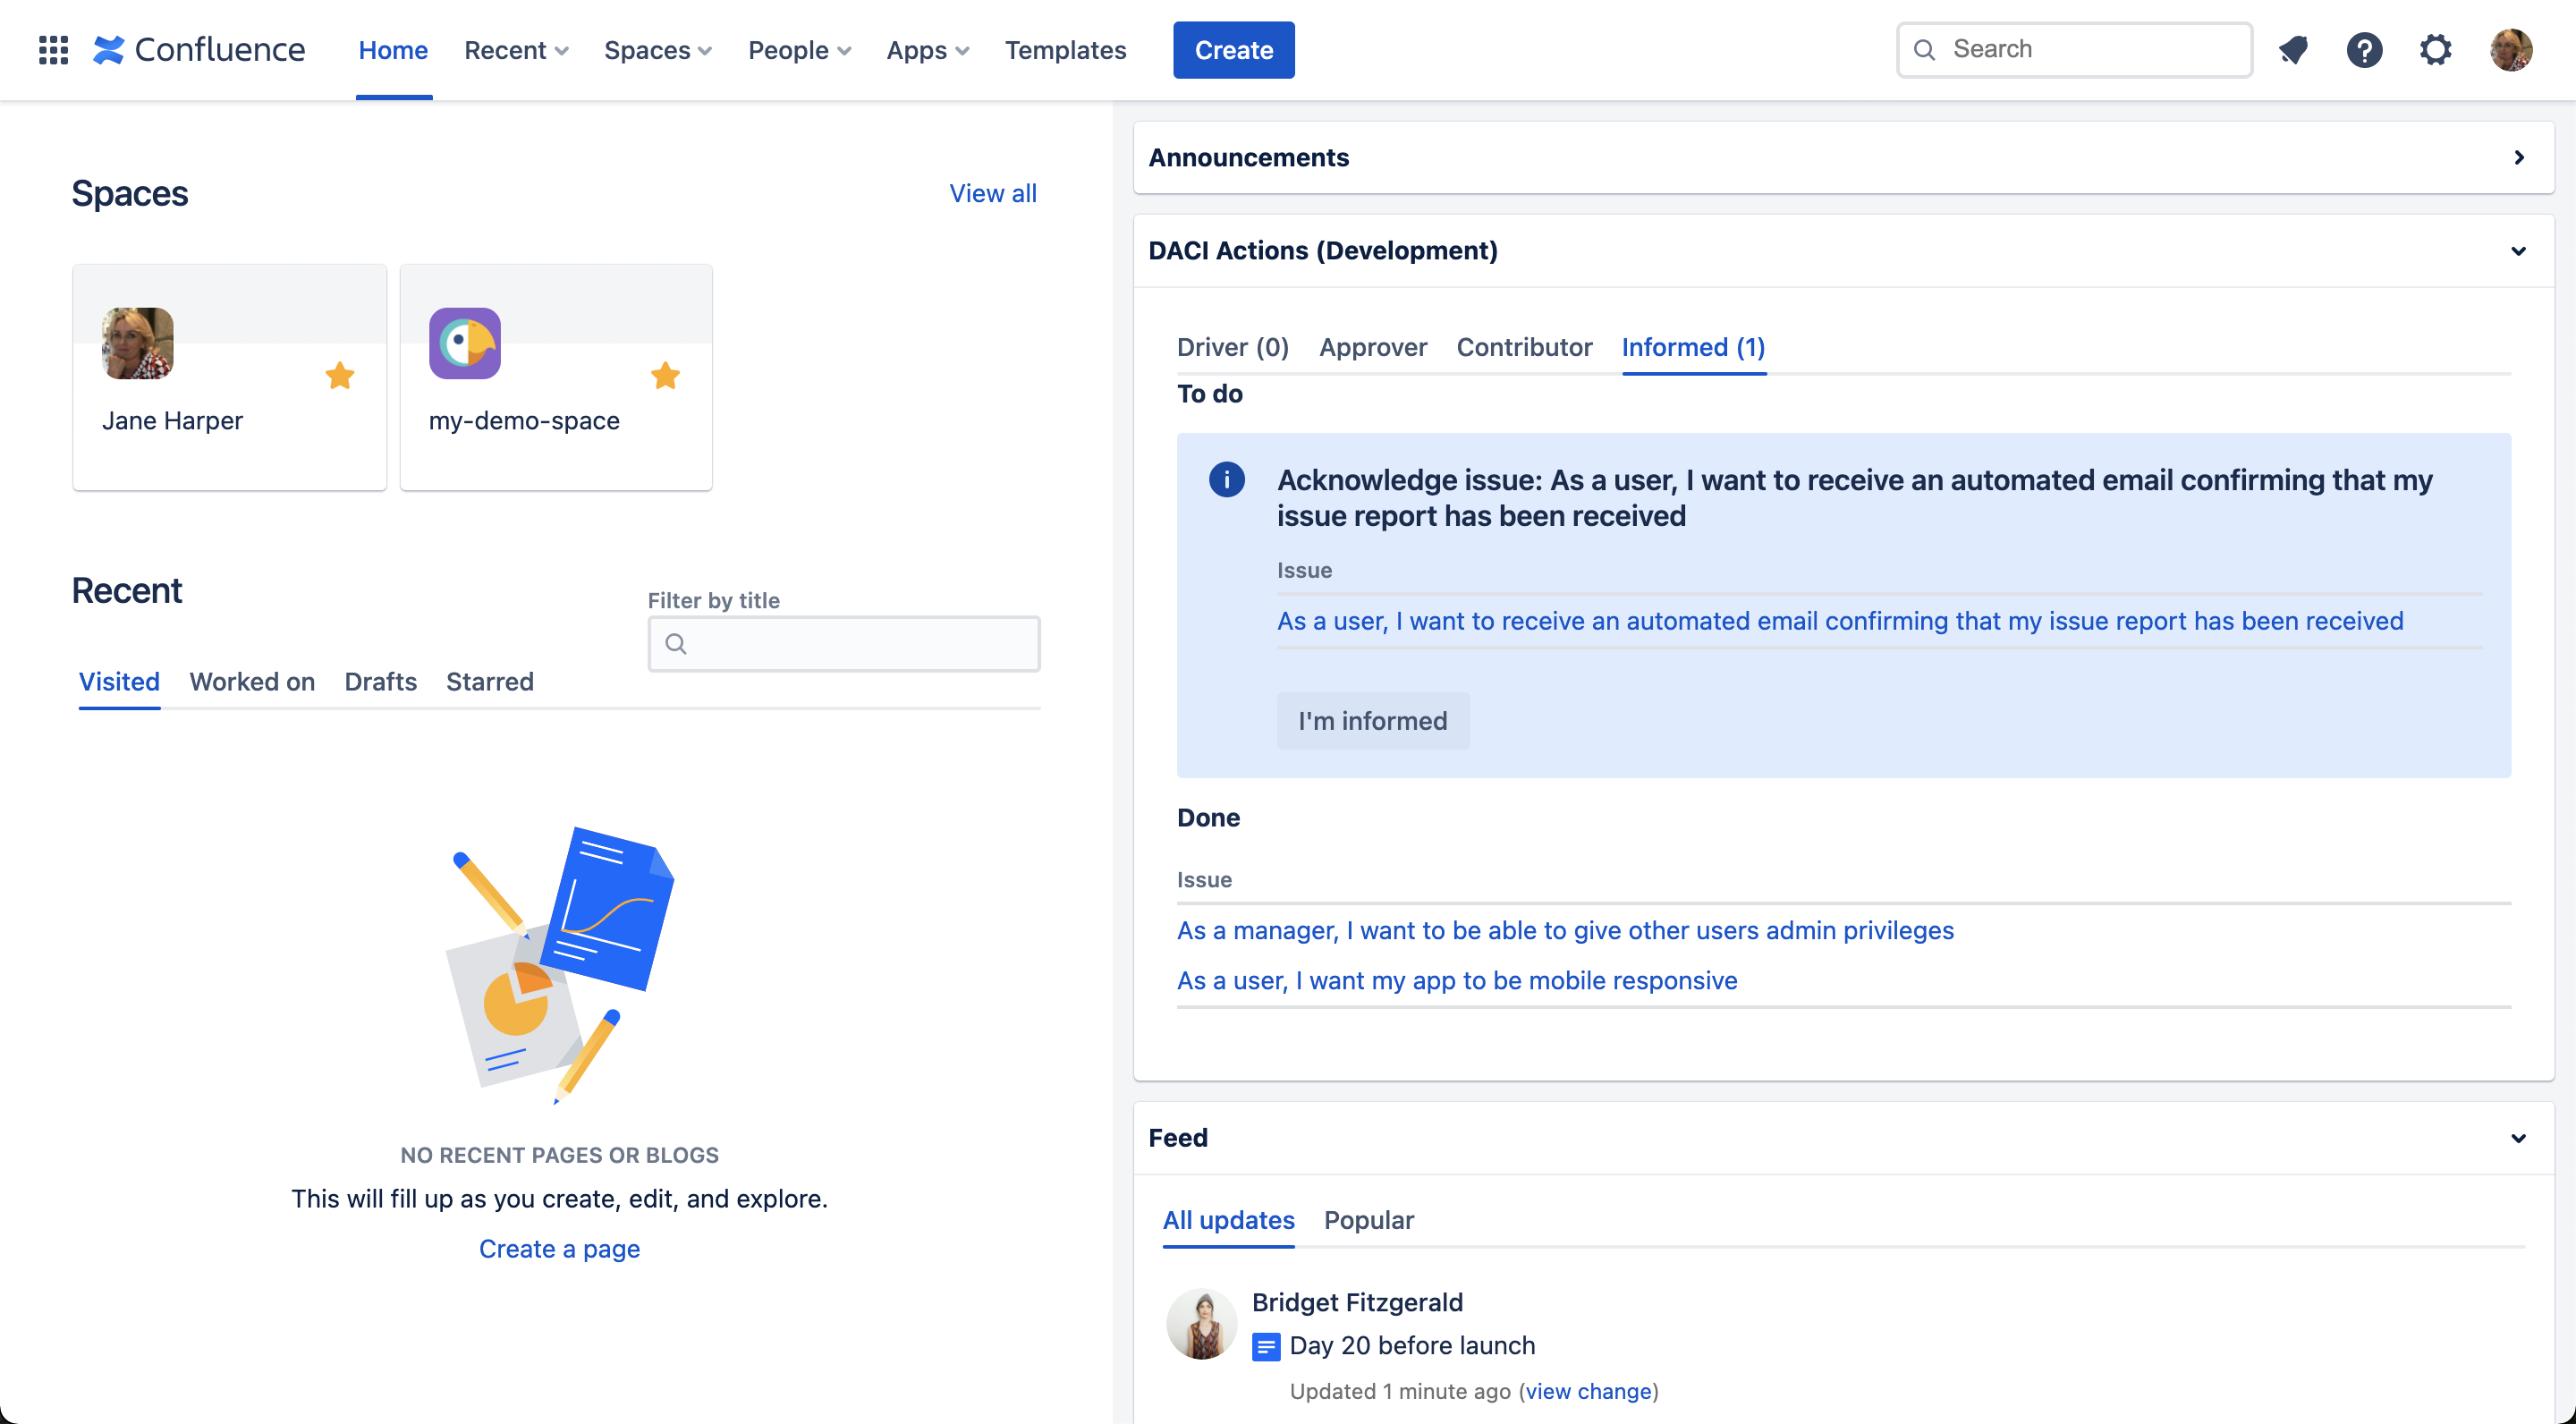 Confluence
Home
Recent
Spaces
People
Apps
Templates
Create
Search
Spaces
View all
Jane Harper
my-demo-space
Recent
Filter by title
Visited
Worked on
Drafts
Starred
NO RECENT PAGES OR BLOGS
This will fill up as you create, edit, and explore.
Create a page
Announcements
DACI Actions (Development)
Driver (0)
Approver
Contributor
Informed (1)
To do
Acknowledge issue: As a user, I want to receive an automated email confirming that my
issue report has been received
Issue
As a user, I want to receive an automated email confirming that my issue report has been received
I'm informed
Done
Issue
As a manager, I want to be able to give other users admin privileges
As a user, I want my app to be mobile responsive
Feed
All updates
Popular
Bridget Fitzgerald
Day 20 before launch
Updated 1 minute ago (view change)